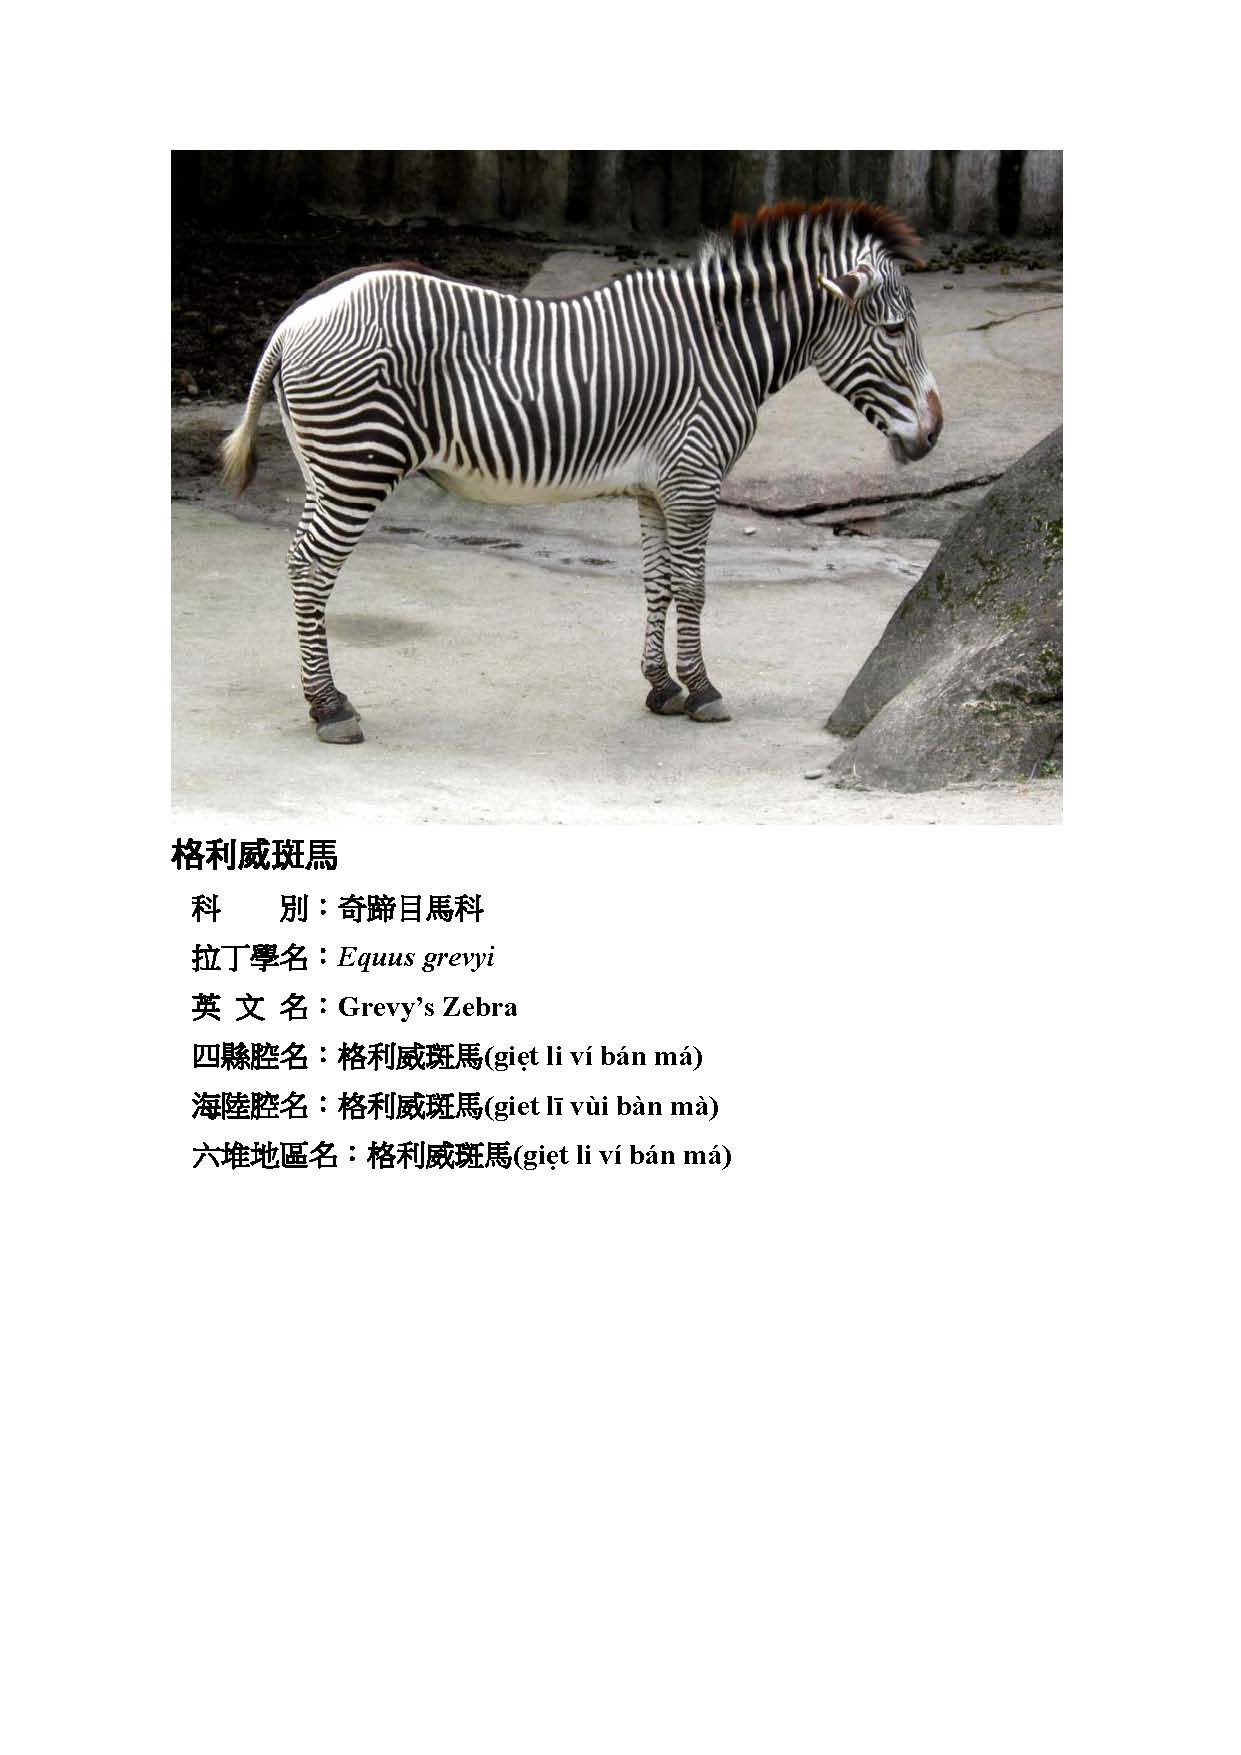 格利威斑馬
科　　別：奇蹄目馬科
拉丁學名：Equus grevyi
英 文 名：Grevy’s Zebra
四縣腔名：格利威斑馬(giẹt li ví bán má)
海陸腔名：格利威斑馬(giet lī vùi bàn mà)
六堆地區名：格利威斑馬(giẹt li ví bán má)